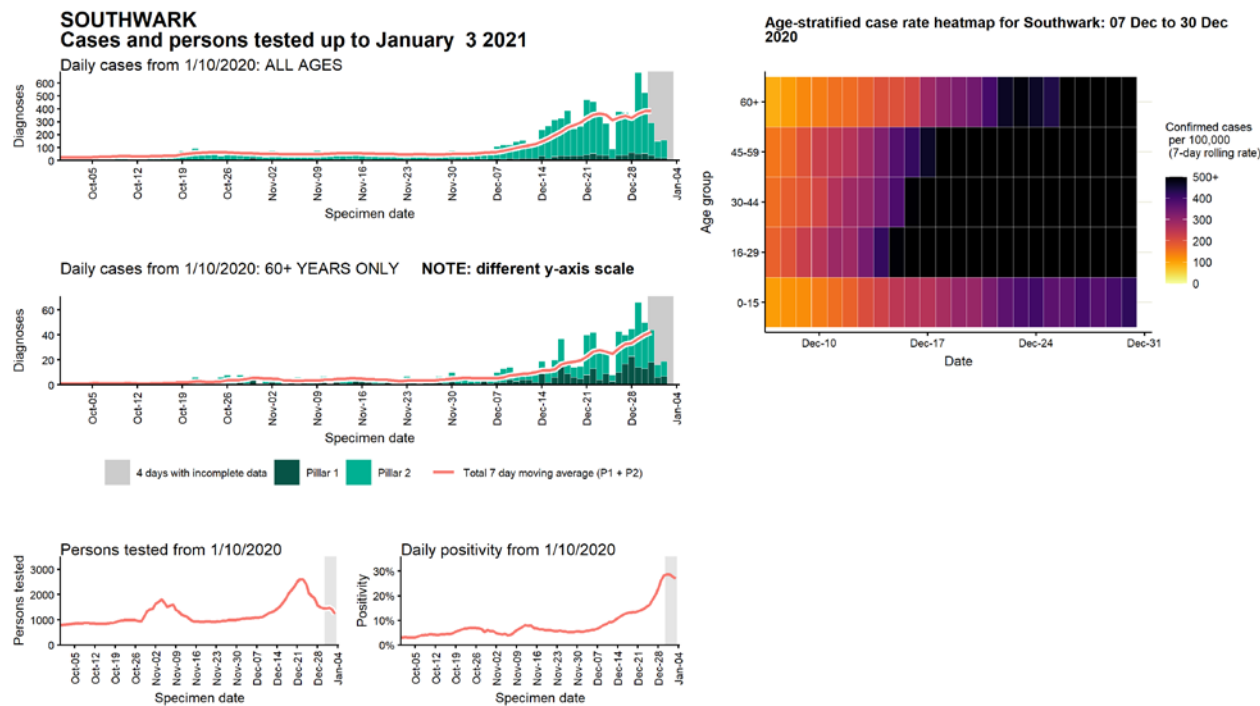 SOUTHWARK
Cases and persons tested up to January 3 2021
Daily cases from 1/10/2020: ALL AGES
Diagnoses
600
500
400
300
200
100
0
Oct-05
Oct-12
Oct-19
Oct-26
Nov-02
Nov-09
Nov-16
Nov-23
Nov-30
Dec-07
Dec-14
Dec-21
Dec-28
Jan-04
Specimen date
Daily cases from 1/10/2020: 60+ YEARS ONLY NOTE: different y-axis scale
Diagnoses
60
40
20
0
Oct-05
Oct-12
Oct-19
Oct-26
Nov-02
Nov-09
Nov-16
Nov-23
Nov-30
Dec-07
Dec-14
Dec-21
Dec-28
Jan-04
Specimen date
4 days with incomplete data
Pillar 1
Pillar 2
Total 7 day moving average (P1 + P2)
Persons tested from 1/10/2020
Persons tested
3000
2000
1000
0
Oct-05
Oct-12
Oct-19
Oct-26
Nov-02
Nov-09
Nov-16
Nov-23
Nov-30
Dec-07
Dec-14
Dec-21
Dec-28
Jan-04
Specimen date
Daily positivity from 1/10/2020
Positivity
30%
20%
10%
0%
Oct-05
Oct-12
Oct-19
Oct-26
Nov-02
Nov-09
Nov-16
Nov-23
Nov-30
Dec-07
Dec-14
Dec-21
Dec-28
Jan-04
Specimen date
Age-stratified case rate heatmap for Southwark: 07 Dec to 30 Dec
2020
Age group
60+
45-59
30-44
16-29
0-15
Dec-10
Dec-17
Dec-24
Dec-31
Date
Confirmed cases
per 100,000
(7-day rolling rate)
500+
400
300
200
100
0